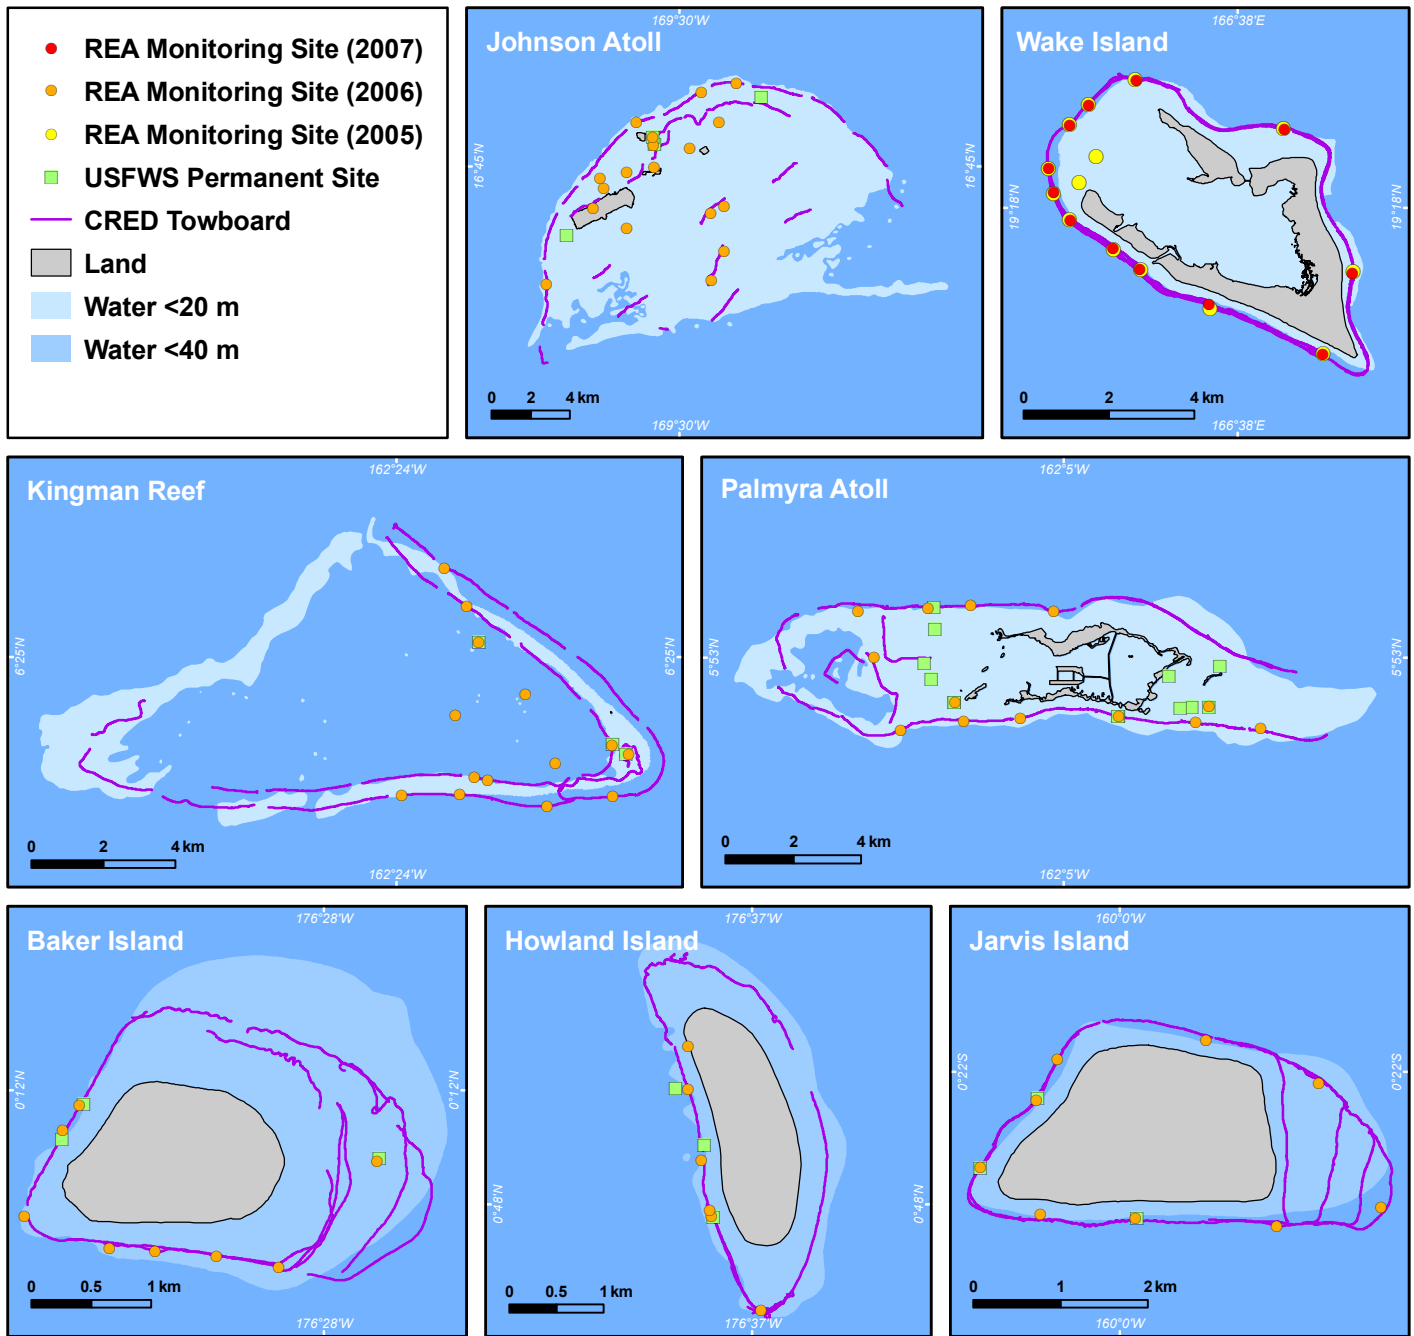 REA Monitoring Site (2007)
REA Monitoring Site (2006)
REA Monitoring Site (2005)
USFWS Permanent Site
CRED Towboard
Land
Water <20 m
Water <40 m
169°30'W
Johnson Atoll
16°45'N
16°45'N
0 2 4 km
169°30'W
166°38'E
Wake Island
19°18'N
19°18'N
0 2 4 km
166°38'E
162°24'W
Kingman Reef
6°25'N
6°25'N
0 2 4 km
162°24'W
162°5'W
Palmyra Atoll
5°53'N
5°53'N
0 2 4 km
162°5'W
176°28'W
Baker Island
0°12'N
0°12'N
0 0.5 1 km
176°28'W
176°37'W
Howland Island
0°48'N
0°48'N
0 0.5 1 km
176°37'W
160°0'W
Jarvis Island
0°22'S
0°22'S
0 1 2 km
160°0'W